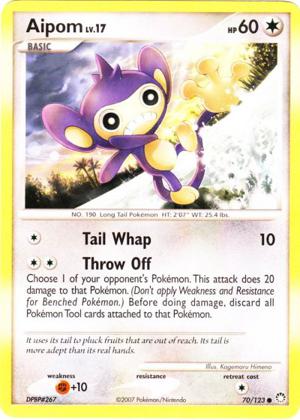 Aipom LV.17 HP 60
BASIC
NO. 190 Long Tail Pokémon HT: 2'07" WT: 25.4 lbs.
Tail Whap 10
Throw Off
Choose 1 of your opponent's Pokémon. This attack does 20
damage to that Pokémon. (Don't apply Weakness and Resistance
for Benched Pokémon.) Before doing damage, discard all
Pokémon Tool cards attached to that Pokémon.
It uses its tail to pluck fruits that are out of reach. Its tail
is more adept than its real hands.
weakness resistance retreat cost
+10
Illus. Kagemaru Himeno
DPBP#267 ©2007 Pokémon/Nintendo 70/123